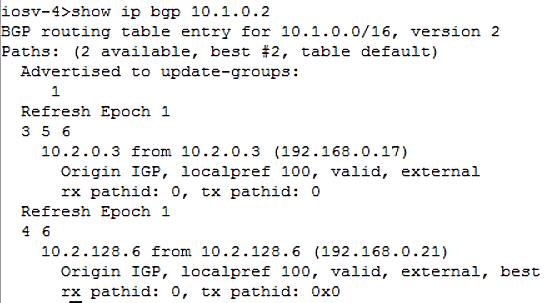 iosv-4>show ip bgp 10.1.0.2
BGP routing table entry for 10.1.0.0/16, version 2
Paths: (2 available, best #2, table default)
  Advertised to update-groups:
     1
  Refresh Epoch 1
  3 5 6
    10.2.0.3 from 10.2.0.3 (192.168.0.17)
      Origin IGP, localpref 100, valid, external
      rx pathid: 0, tx pathid: 0
  Refresh Epoch 1
  4 6
    10.2.128.6 from 10.2.128.6 (192.168.0.21)
      Origin IGP, localpref 100, valid, external, best
      rx pathid: 0, tx pathid: 0x0